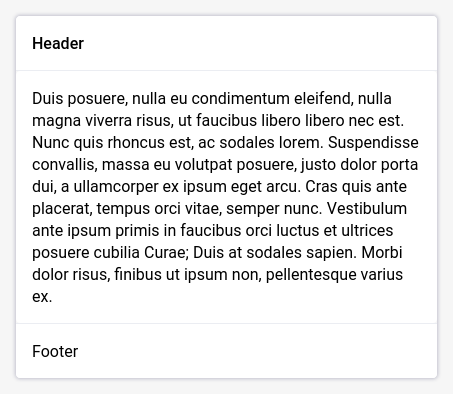 Header
Duis posuere, nulla eu condimentum eleifend, nulla
magna viverra risus, ut faucibus libero libero nec est.
Nunc quis rhoncus est, ac sodales lorem. Suspendisse
convallis, massa eu volutpat posuere, justo dolor porta
dui, a ullamcorper ex ipsum eget arcu. Cras quis ante
placerat, tempus orci vitae, semper nunc. Vestibulum
ante ipsum primis in faucibus orci luctus et ultrices
posuere cubilia Curae; Duis at sodales sapien. Morbi
dolor risus, finibus ut ipsum non, pellentesque varius
ex.
Footer